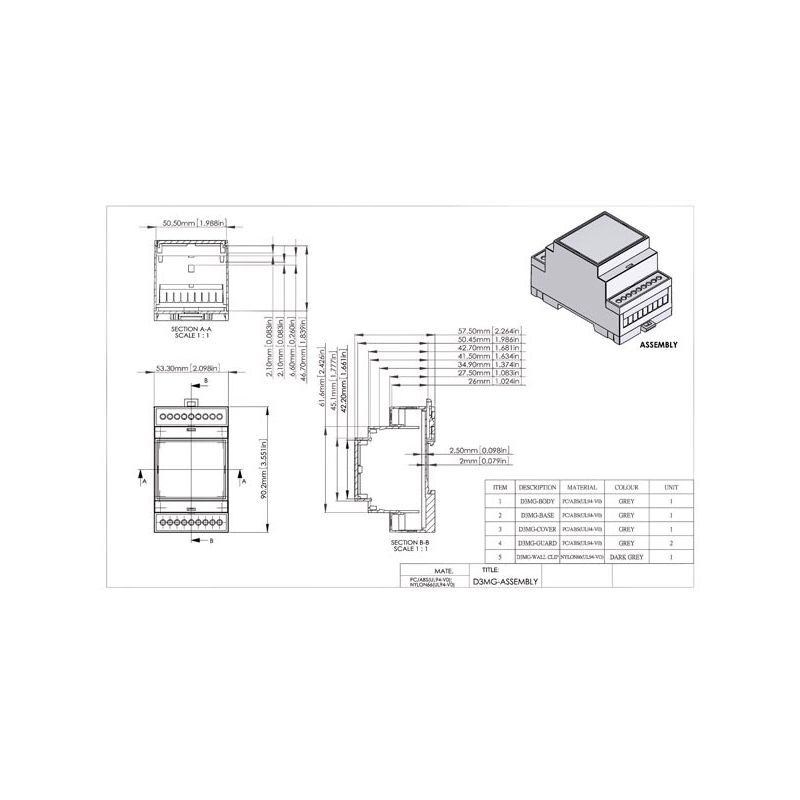 50.50mm [1.988in]
SECTION A-A
SCALE 1 : 1
2.10mm [0.083in]
2.10mm [0.083in]
6.60mm [0.260in]
46.70mm [1.839in]
57.50mm [2.264in]
50.45mm [1.986in]
42.70mm [1.681in]
41.50mm [1.634in]
34.90mm [1.374in]
27.50mm [1.083in]
26mm [1.024in]
ASSEMBLY
53.30mm [2.098in]
B
61.6mm [2.426in]
45.1mm [1.777in]
42.20mm [1.661in]
90.2mm [3.551in]
A
A
B
2.50mm [0.098in]
2mm [0.079in]
SECTION B-B
SCALE 1 : 1
ITEM DESCRIPTION MATERIAL COLOUR UNIT
1 D3MG-BODY PC/ABS(UL94-V0) GREY 1
2 D3MG-BASE PC/ABS(UL94-V0) GREY 1
3 D3MG-COVER PC/ABS(UL94-V0) GREY 1
4 D3MG-GUARD PC/ABS(UL94-V0) GREY 2
5 D3MG-WALL CLIP NYLON66(UL94-V0) DARK GREY 1
MATE. TITLE:
PC/ABS(UL94-V0)/
NYLON66(UL94-V0)
D3MG-ASSEMBLY